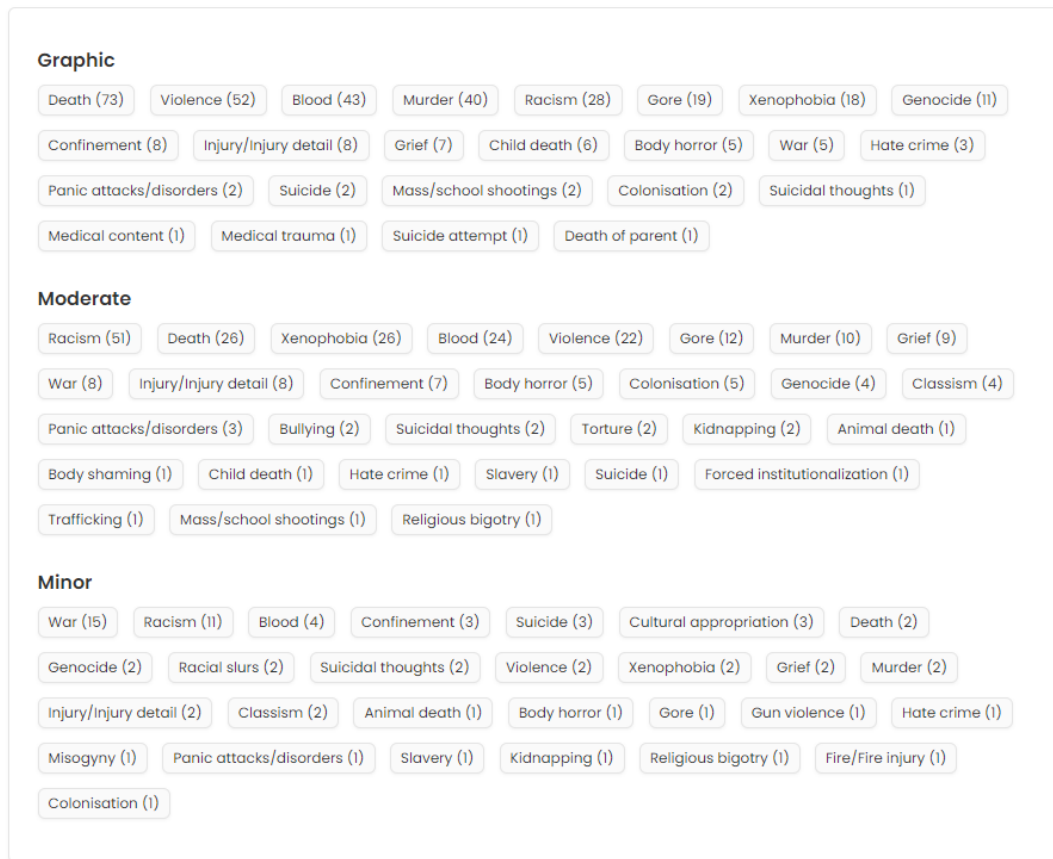 Graphic
Death (73) Violence (52) Blood (43) Murder (40) Racism (28) Gore (19) Xenophobia (18) Genocide (11)
Confinement (8) Injury/Injury detail (8) Grief (7) Child death (6) Body horror (5) War (5) Hate crime (3)
Panic attacks/disorders (2) Suicide (2) Mass/school shootings (2) Colonisation (2) Suicidal thoughts (1)
Medical content (1) Medical trauma (1) Suicide attempt (1) Death of parent (1)
Moderate
Racism (51) Death (26) Xenophobia (26) Blood (24) Violence (22) Gore (12) Murder (10) Grief (9)
War (8) Injury/Injury detail (8) Confinement (7) Body horror (5) Colonisation (5) Genocide (4) Classism (4)
Panic attacks/disorders (3) Bullying (2) Suicidal thoughts (2) Torture (2) Kidnapping (2) Animal death (1)
Body shaming (1) Child death (1) Hate crime (1) Slavery (1) Suicide (1) Forced institutionalization (1)
Trafficking (1) Mass/school shootings (1) Religious bigotry (1)
Minor
War (15) Racism (11) Blood (4) Confinement (3) Suicide (3) Cultural appropriation (3) Death (2)
Genocide (2) Racial slurs (2) Suicidal thoughts (2) Violence (2) Xenophobia (2) Grief (2) Murder (2)
Injury/Injury detail (2) Classism (2) Animal death (1) Body horror (1) Gore (1) Gun violence (1) Hate crime (1)
Misogyny (1) Panic attacks/disorders (1) Slavery (1) Kidnapping (1) Religious bigotry (1) Fire/Fire injury (1)
Colonisation (1)